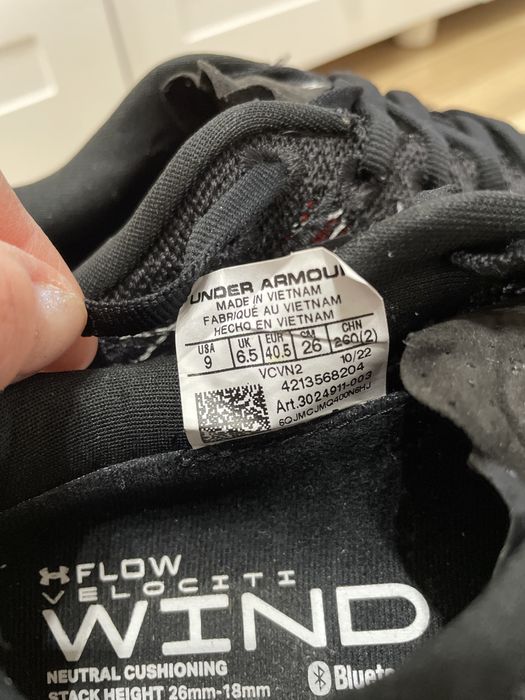 UNDER ARMOUR
MADE IN VIETNAM
FABRIQUÉ AU VIETNAM
HECHO EN VIETNAM
USA UK EUR CM CHN
9 6.5 40.5 26 260(2)
VCVN2 10/22
4213568204
Art.3024911-003
6QJMCJMQ400N6HJ
FLOW
VELOCITI
WIND
NEUTRAL CUSHIONING
STACK HEIGHT 26mm-18mm
Blueto